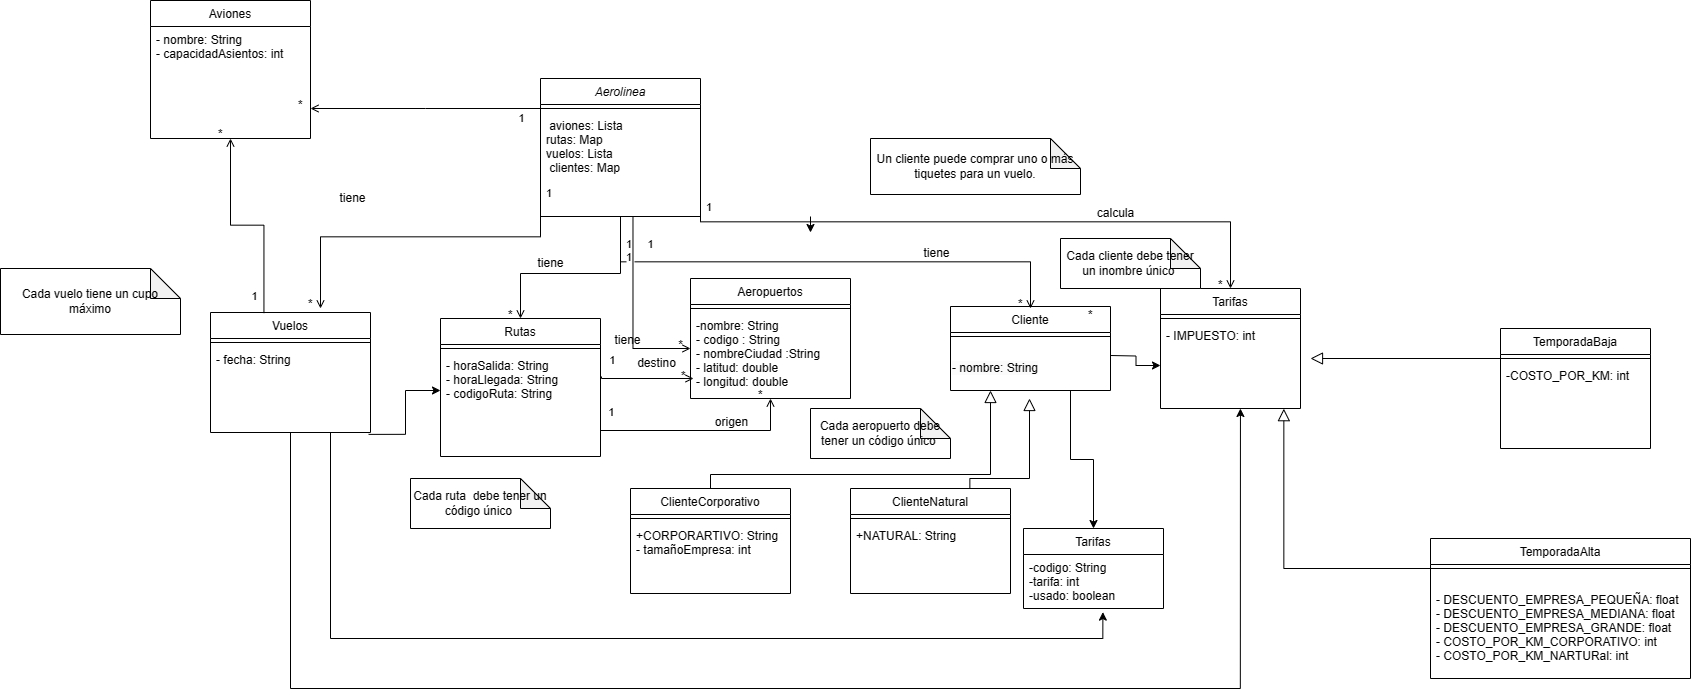 Aviones
- nombre: String
- capacidadAsientos: int
*
*
Aerolinea
aviones: Lista
rutas: Map
vuelos: Lista
clientes: Map
1
1
1
tiene
Un cliente puede comprar uno o mas
tiquetes para un vuelo.
calcula
1
1
1
tiene
tiene
Cada cliente debe tener
un inombre único
Cada vuelo tiene un cupo
máximo
1
*
Vuelos
- fecha: String
*
Rutas
- horaSalida: String
- horaLlegada: String
- codigoRuta: String
tiene
*
1
destino
*
1
origen
Aeropuertos
-nombre: String
- codigo : String
- nombreCiudad :String
- latitud: double
- longitud: double
*
*
*
Cliente
- nombre: String
*
Tarifas
- IMPUESTO: int
TemporadaBaja
-COSTO_POR_KM: int
Cada aeropuerto debe
tener un código único
Cada ruta  debe tener un
código único
ClienteCorporativo
+CORPORARTIVO: String
- tamañoEmpresa: int
ClienteNatural
+NATURAL: String
Tarifas
-codigo: String
-tarifa: int
-usado: boolean
TemporadaAlta
- DESCUENTO_EMPRESA_PEQUEÑA: float
- DESCUENTO_EMPRESA_MEDIANA: float
- DESCUENTO_EMPRESA_GRANDE: float
- COSTO_POR_KM_CORPORATIVO: int
- COSTO_POR_KM_NARTURal: int